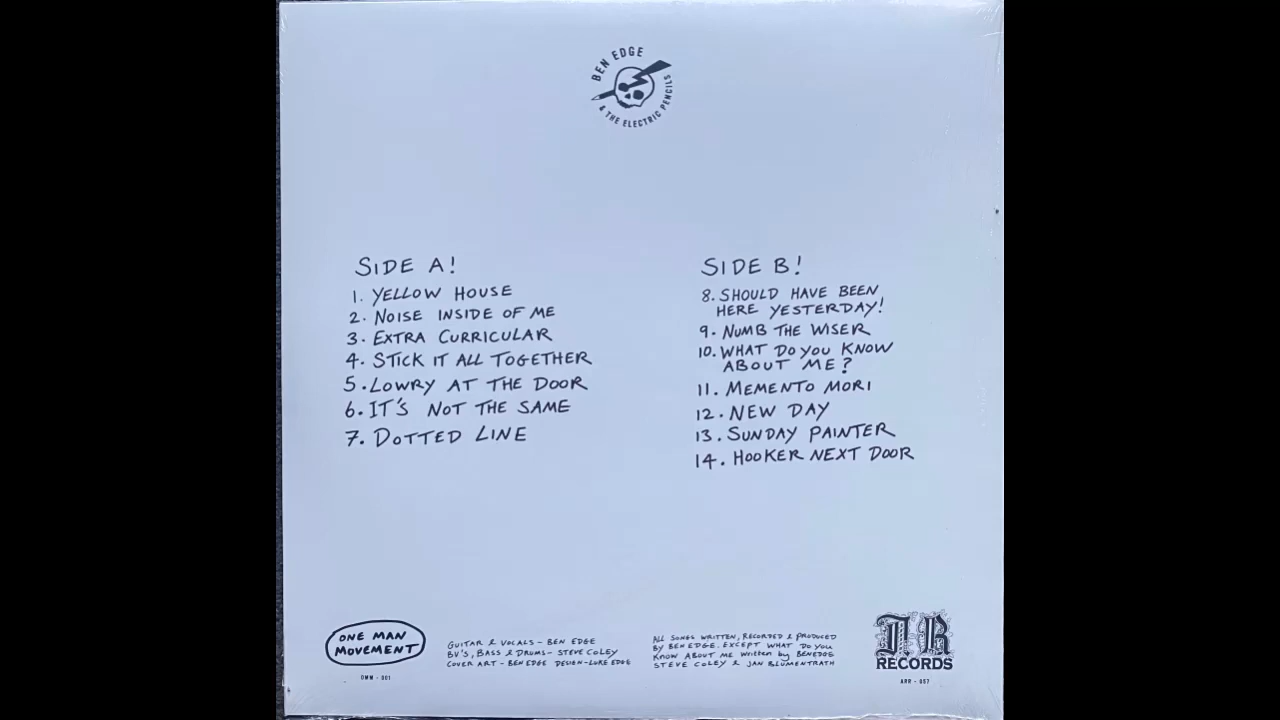 BEN EDGE
& THE ELECTRIC PENCILS
SIDE A!
1. YELLOW HOUSE
2. NOISE INSIDE OF ME
3. EXTRA CURRICULAR
4. STICK IT ALL TOGETHER
5. LOWRY AT THE DOOR
6. IT'S NOT THE SAME
7. DOTTED LINE
SIDE B!
8. SHOULD HAVE BEEN
HERE YESTERDAY!
9. NUMB THE WISER
10. WHAT DO YOU KNOW
ABOUT ME?
11. MEMENTO MORI
12. NEW DAY
13. SUNDAY PAINTER
14. HOOKER NEXT DOOR
ONE MAN
MOVEMENT
OMM - 001
GUITAR & VOCALS - BEN EDGE
BV'S, BASS & DRUMS - STEVE COLEY
COVER ART - BEN EDGE DESIGN - LUKE EDGE
ALL SONGS WRITTEN, RECORDED & PRODUCED
BY BEN EDGE. EXCEPT WHAT DO YOU
KNOW ABOUT ME written by BENEDGE
STEVE COLEY & JAN BLUMENTRATH
RECORDS
ARR - 057